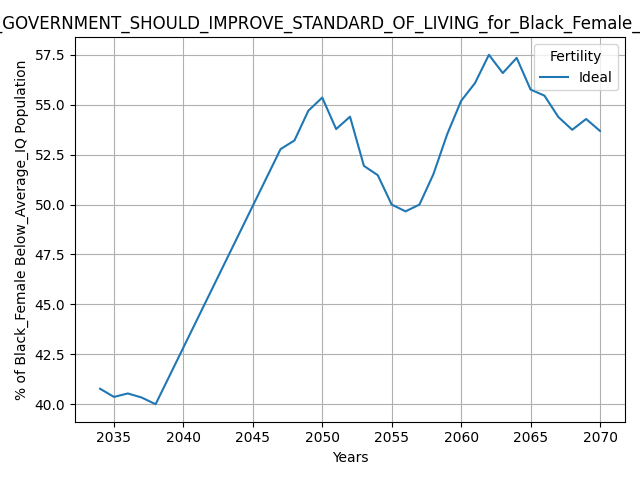 _GOVERNMENT_SHOULD_IMPROVE_STANDARD_OF_LIVING_for_Black_Female_
Fertility
Ideal
% of Black_Female Below_Average_IQ Population
57.5
55.0
52.5
50.0
47.5
45.0
42.5
40.0
2035 2040 2045 2050 2055 2060 2065 2070
Years